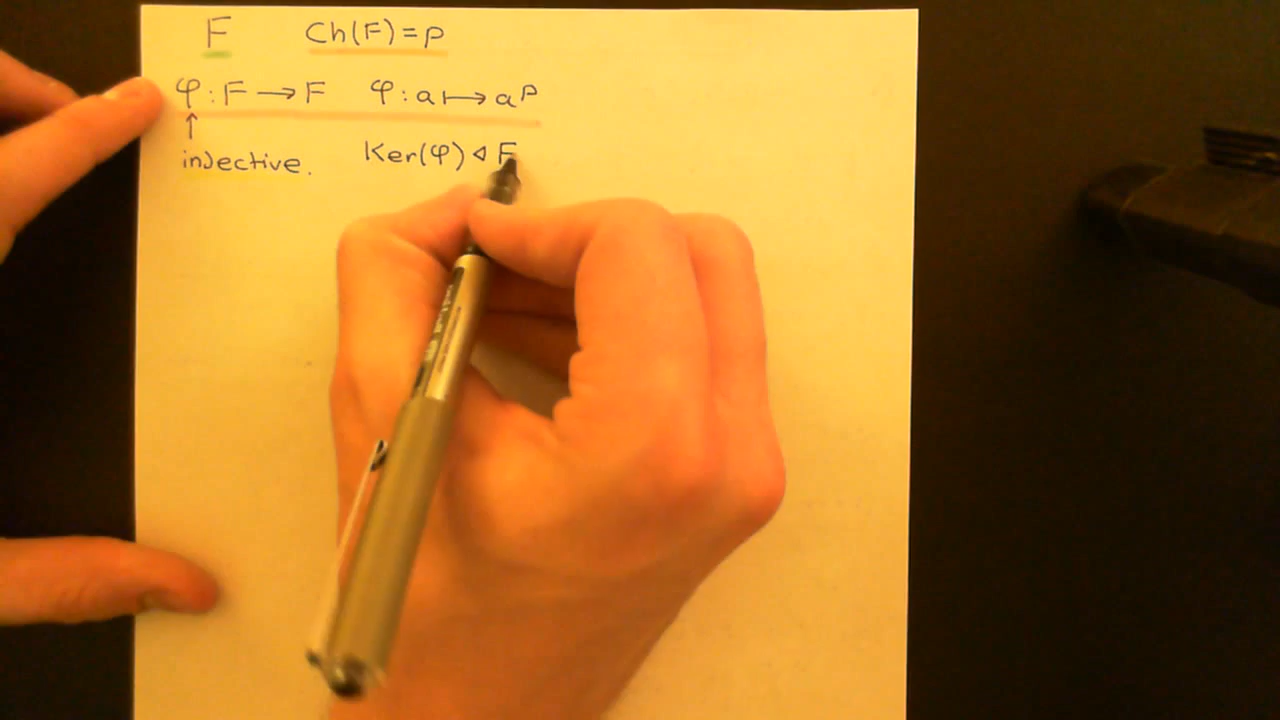 F Ch(F)=p
φ:F→F φ:a↦a^p
↑
injective. Ker(φ)◁F